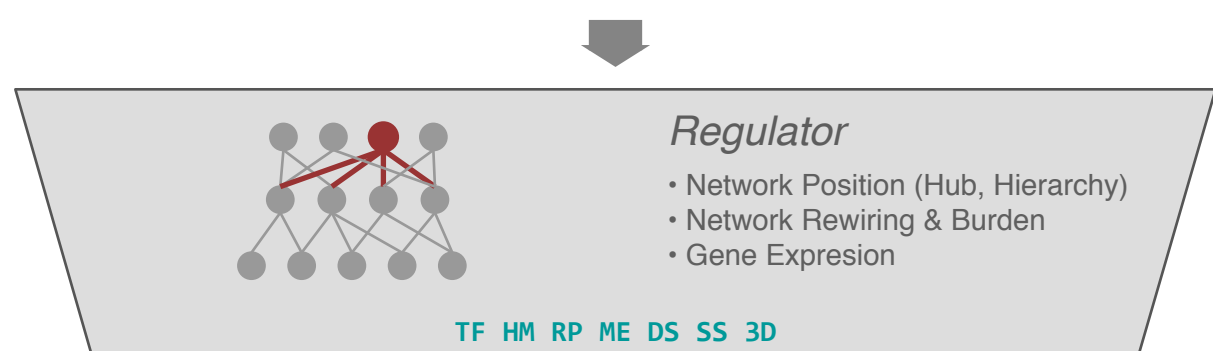 Regulator
• Network Position (Hub, Hierarchy)
• Network Rewiring & Burden
• Gene Expresion
TF HM RP ME DS SS 3D